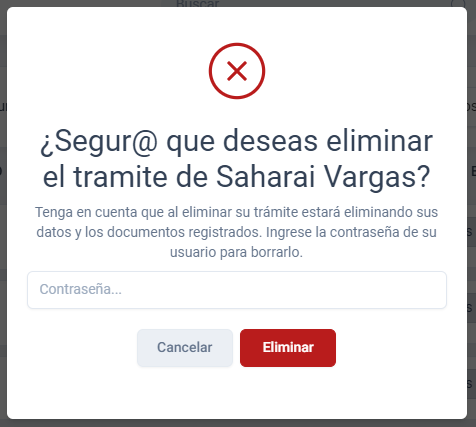 Buscar
¿Segur@ que deseas eliminar
el tramite de Saharai Vargas?
Tenga en cuenta que al eliminar su trámite estará eliminando sus
datos y los documentos registrados. Ingrese la contraseña de su
usuario para borrarlo.
Contraseña...
Cancelar
Eliminar